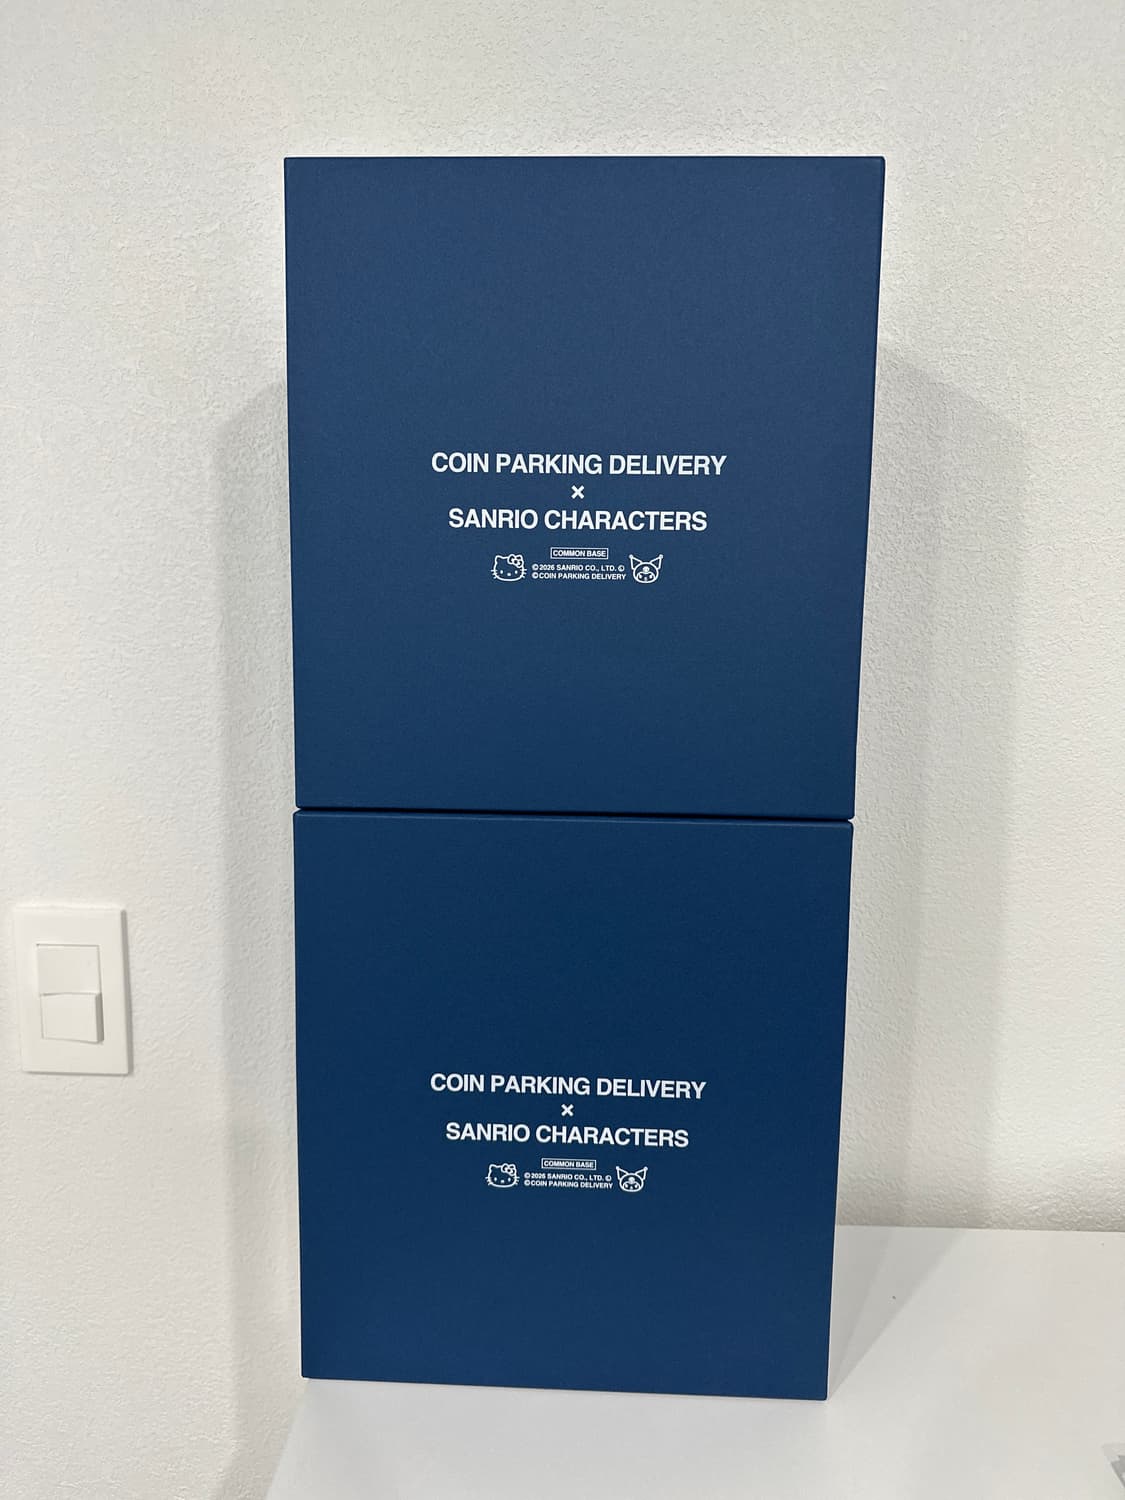 COIN PARKING DELIVERY
×
SANRIO CHARACTERS
COMMON BASE
©2026 SANRIO CO., LTD. ©
©COIN PARKING DELIVERY
COIN PARKING DELIVERY
×
SANRIO CHARACTERS
COMMON BASE
©2026 SANRIO CO., LTD. ©
©COIN PARKING DELIVERY